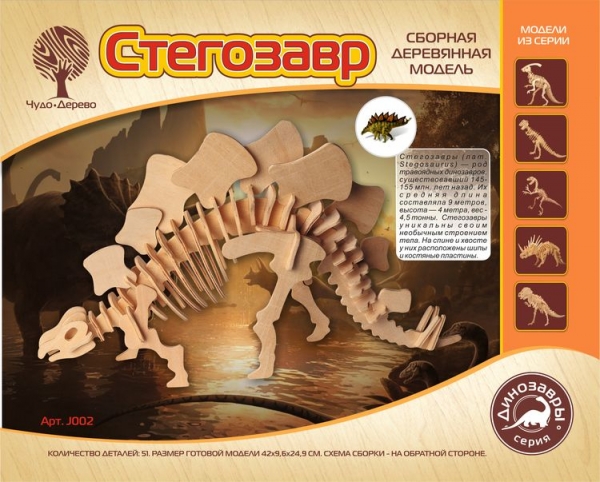 Чудо-Дерево
Стегозавр
СБОРНАЯ
ДЕРЕВЯННАЯ
МОДЕЛЬ
МОДЕЛИ
ИЗ СЕРИИ
Стегозавры (лат.
Stegosaurus) — род
травоядных динозавров,
существовавший 145-
155 млн. лет назад. Их
средняя длина
составляла 9 метров,
высота — 4 метра, вес -
4,5 тонны. Стегозавры
уникальны своим
необычным строением
тела. На спине и хвосте
у них расположены шипы
и костяные пластины.
Арт. J002
Динозавры
серия
КОЛИЧЕСТВО ДЕТАЛЕЙ: 51. РАЗМЕР ГОТОВОЙ МОДЕЛИ 42х9,6х24,9 СМ. СХЕМА СБОРКИ - НА ОБРАТНОЙ СТОРОНЕ.